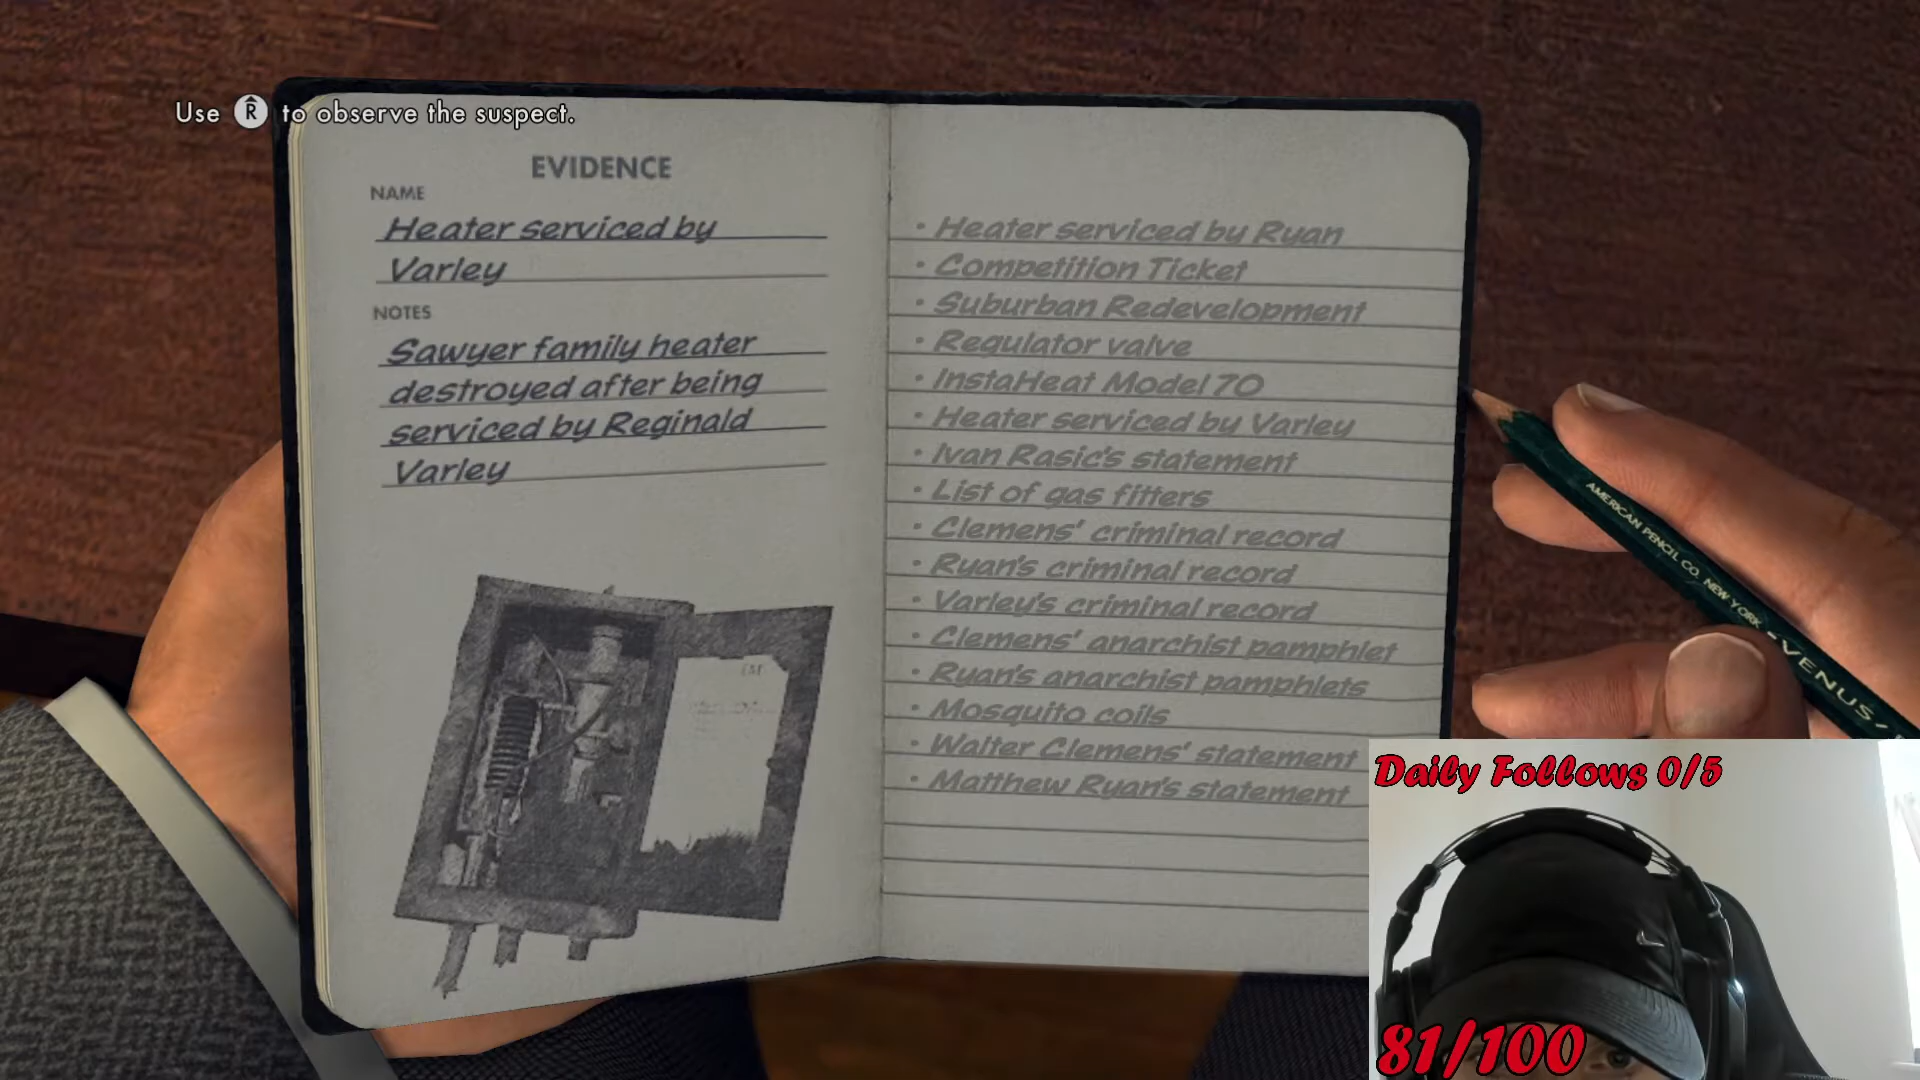 Use R to observe the suspect.
EVIDENCE
NAME
Heater serviced by
Varley
NOTES
Sawyer family heater
destroyed after being
serviced by Reginald
Varley
• Heater serviced by Ryan
• Competition Ticket
• Suburban Redevelopment
• Regulator valve
• InstaHeat Model 70
• Heater serviced by Varley
• Ivan Rasic's statement
• List of gas fitters
• Clemens' criminal record
• Ryan's criminal record
• Varley's criminal record
• Clemens' anarchist pamphlet
• Ryan's anarchist pamphlets
• Mosquito coils
• Walter Clemens' statement
• Matthew Ryan's statement
AMERICAN PENCIL CO. NEW YORK
VENUS
Daily Follows 0/5
81/100